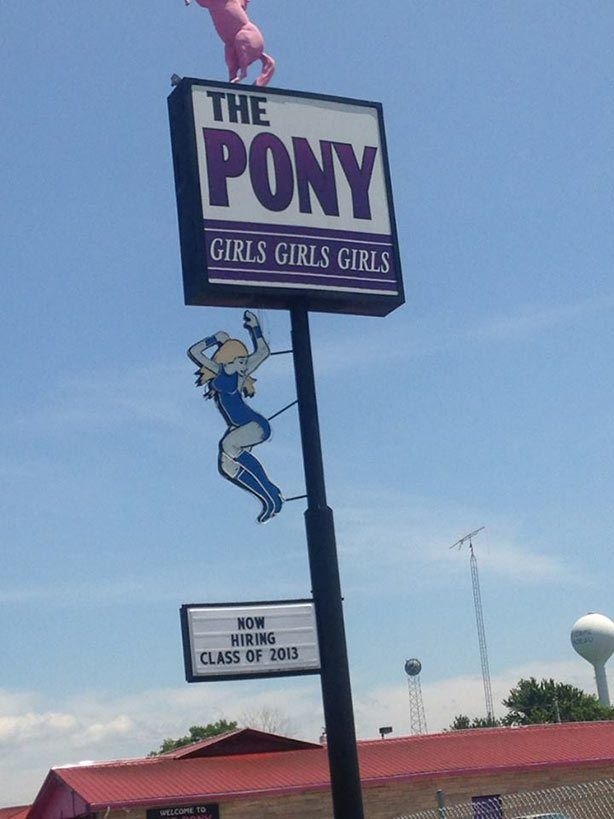 THE
PONY
GIRLS GIRLS GIRLS
NOW
HIRING
CLASS OF 2013
WELCOME TO